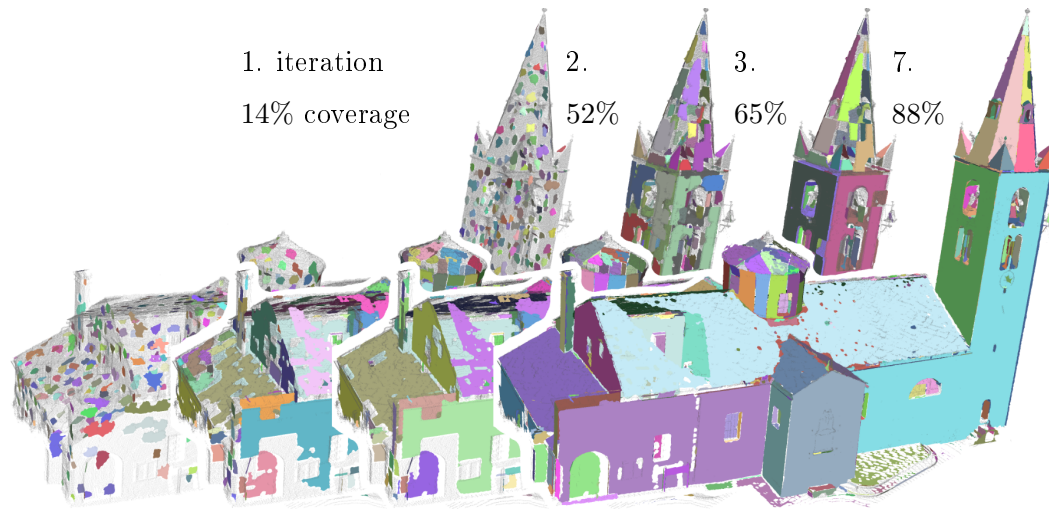 1. iteration 2. 3. 7.
14% coverage 52% 65% 88%